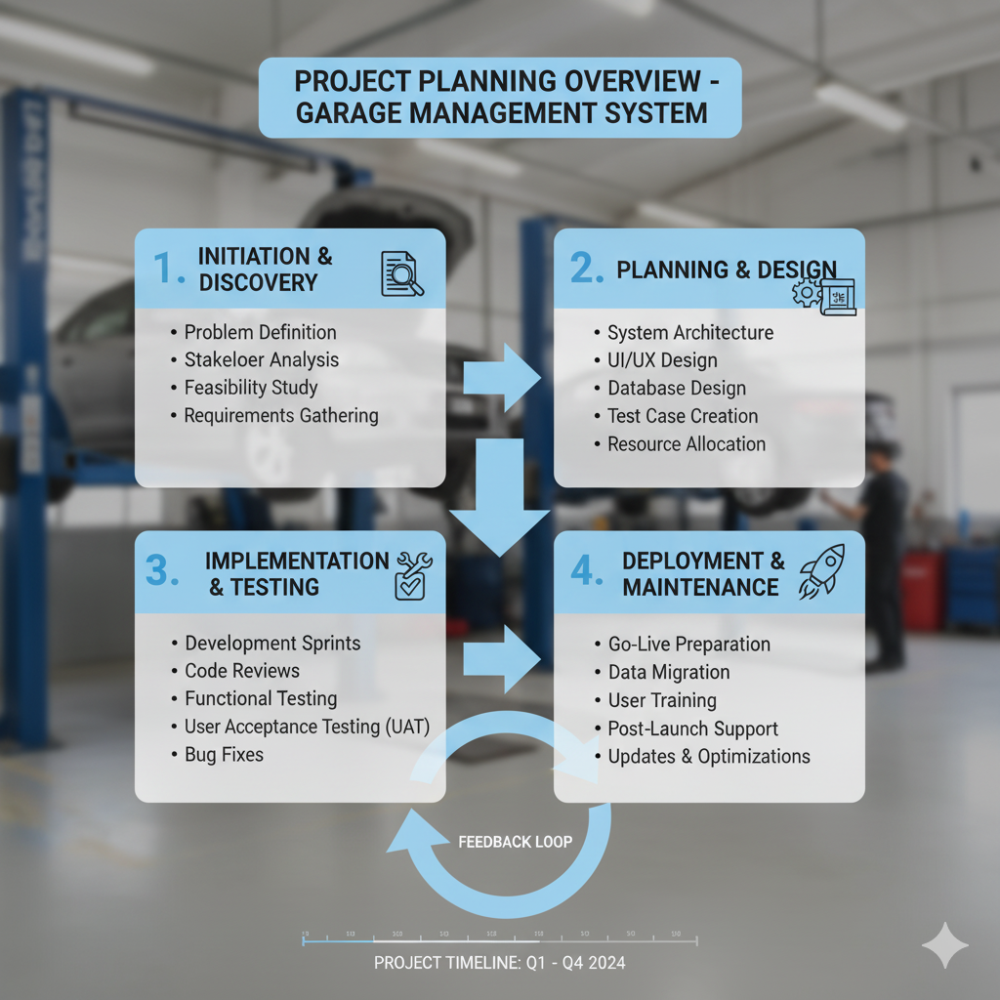 PROJECT PLANNING OVERVIEW -
GARAGE MANAGEMENT SYSTEM
1. INITIATION &
DISCOVERY
• Problem Definition
• Stakeloer Analysis
• Feasibility Study
• Requirements Gathering
2. PLANNING & DESIGN
• System Architecture
• UI/UX Design
• Database Design
• Test Case Creation
• Resource Allocation
3. IMPLEMENTATION
& TESTING
• Development Sprints
• Code Reviews
• Functional Testing
• User Acceptance Testing (UAT)
• Bug Fixes
4. DEPLOYMENT &
MAINTENANCE
• Go-Live Preparation
• Data Migration
• User Training
• Post-Launch Support
• Updates & Optimizations
FEEDBACK LOOP
PROJECT TIMELINE: Q1 - Q4 2024